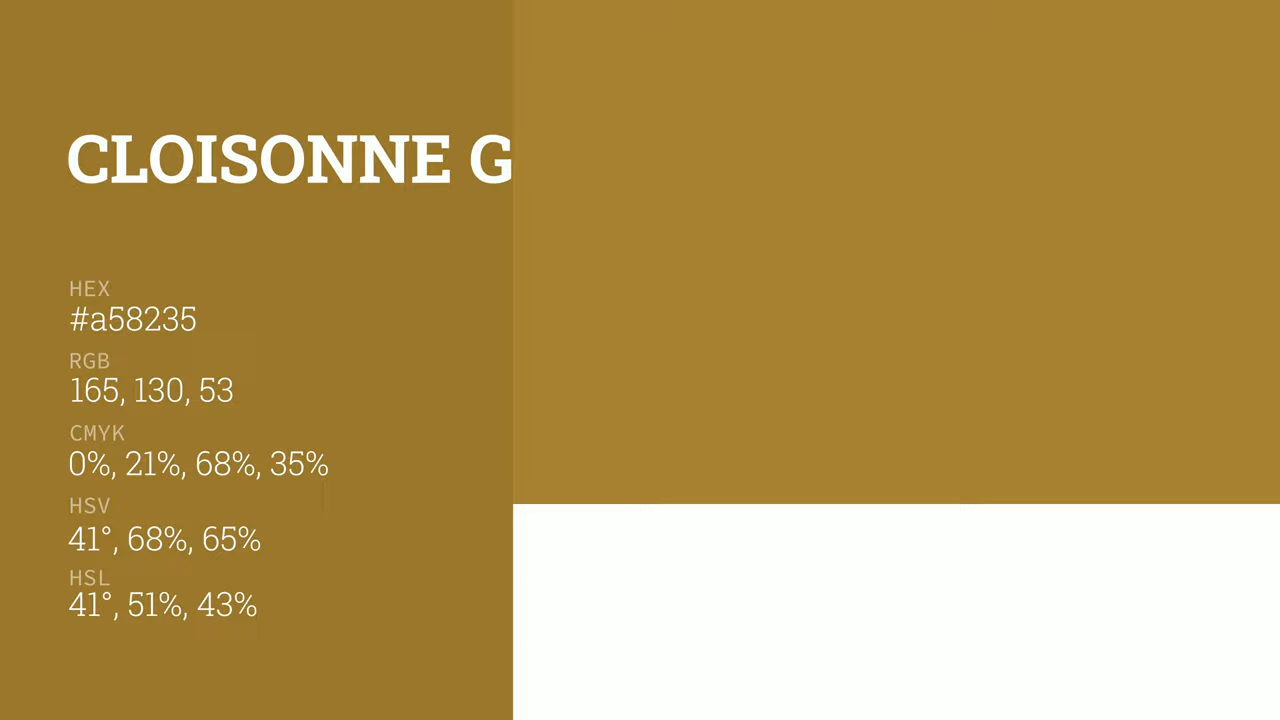 CLOISONNE G
HEX
#a58235
RGB
165, 130, 53
CMYK
0%, 21%, 68%, 35%
HSV
41°, 68%, 65%
HSL
41°, 51%, 43%